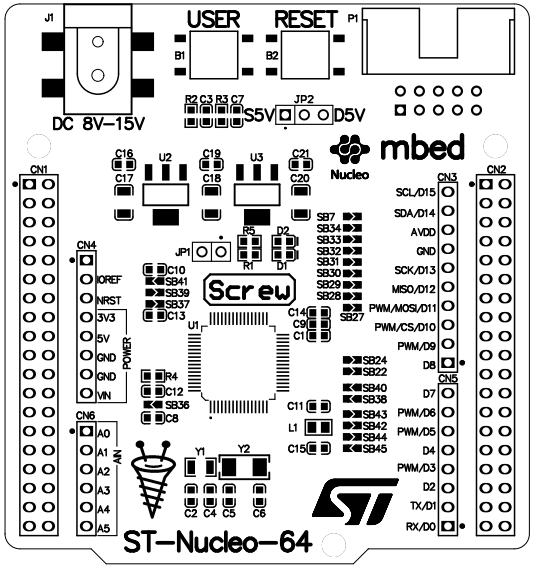 J1
USER
RESET
P1
B1
B2
DC 8V-15V
R2 C3 R3 C7
S5V
JP2
D5V
mbed
Nucleo
CN1
C16
U2
C19
U3
C21
CN3
CN2
C17
C18
C20
SCL/D15
SDA/D14
AVDD
GND
SCK/D13
MISO/D12
PWM/MOSI/D11
PWM/CS/D10
PWM/D9
D8
SB7
SB34
SB33
SB32
SB31
SB30
SB29
SB28
SB27
R5
D2
JP1
R1
D1
CN4
IOREF
NRST
3V3
5V
GND
GND
VIN
POWER
C10
SB41
SB39
SB37
C13
Screw
U1
C14
C9
C1
SB24
SB22
SB40
SB38
SB43
SB42
SB44
SB45
R4
C12
SB36
C8
C11
L1
C15
CN5
D7
PWM/D6
PWM/D5
D4
PWM/D3
D2
TX/D1
RX/D0
CN6
A0
A1
A2
A3
A4
A5
AIN
Y1
Y2
C2
C4
C5
C6
ST
ST-Nucleo-64